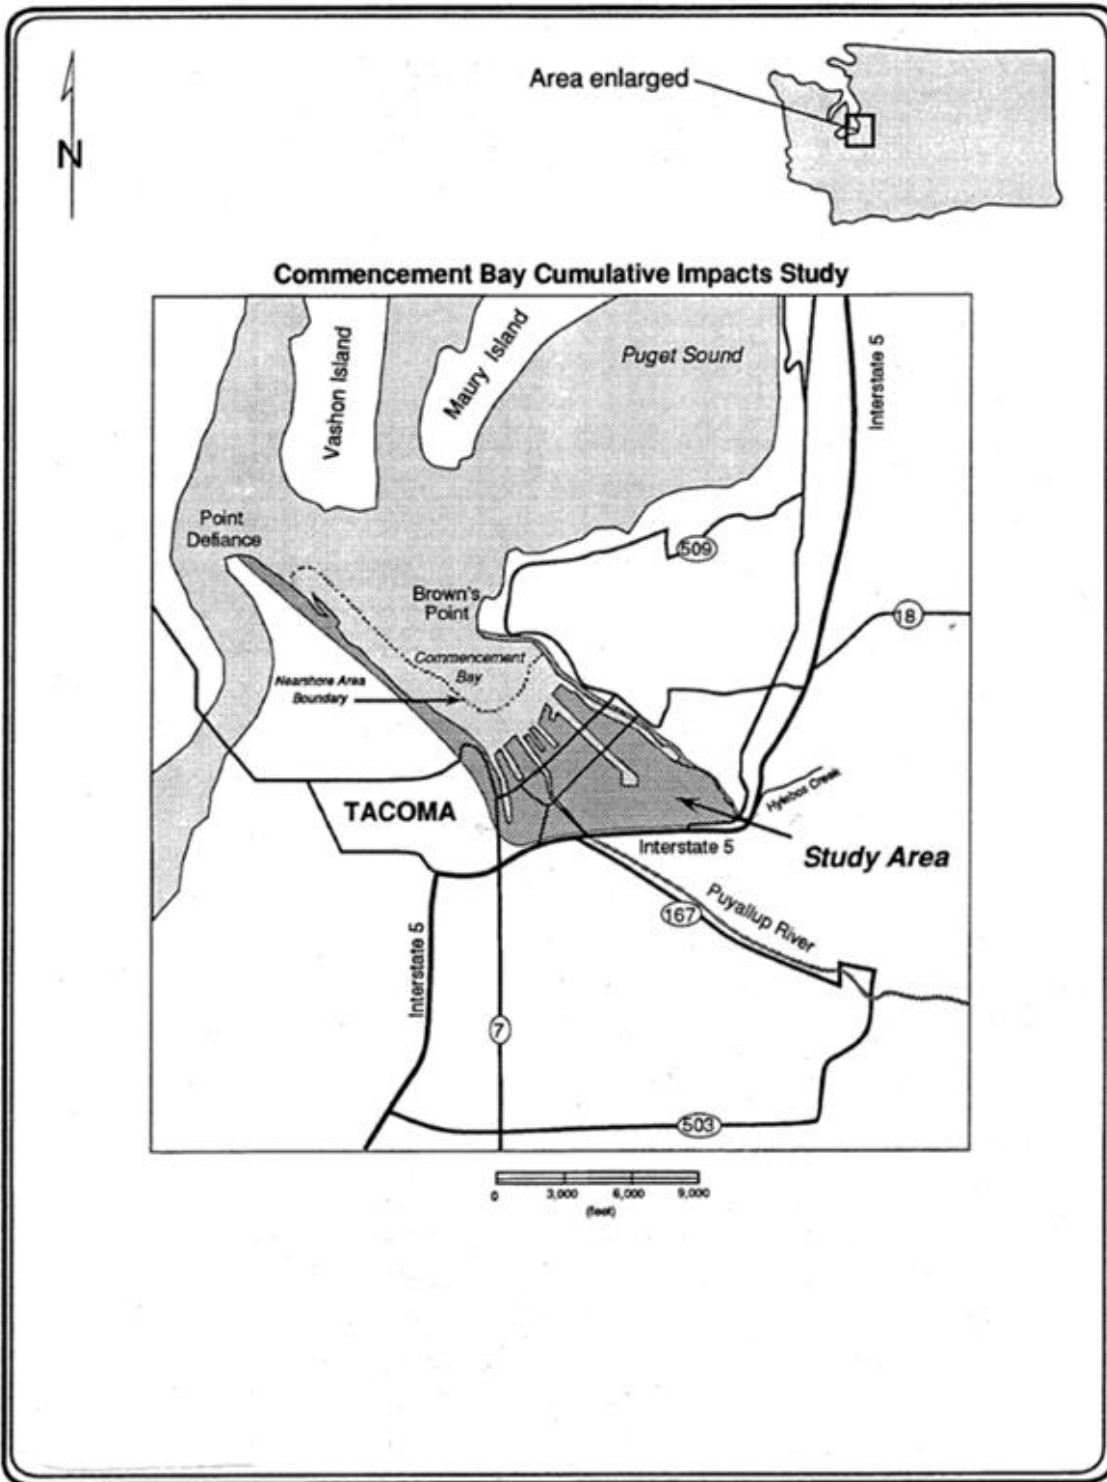 Area enlarged
N
Commencement Bay Cumulative Impacts Study
Vashon Island
Maury Island
Puget Sound
Interstate 5
Point
Defiance
509
Brown's
Point
18
Commencement
Bay
Nearshore Area
Boundary
Hylebos Creek
TACOMA
Interstate 5
Study Area
Puyallup River
167
Interstate 5
7
503
0 3,000 6,000 9,000
(feet)